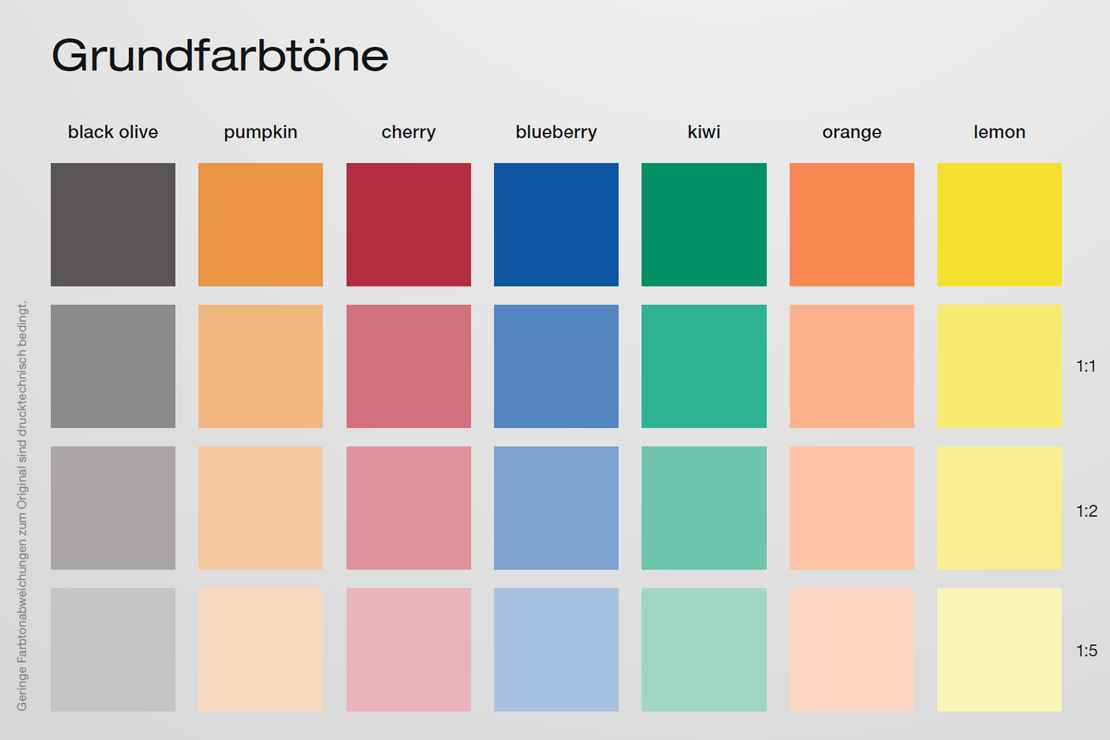 Grundfarbtöne
black olive pumpkin cherry blueberry kiwi orange lemon
1:1
1:2
1:5
Geringe Farbtonabweichungen zum Original sind drucktechnisch bedingt.